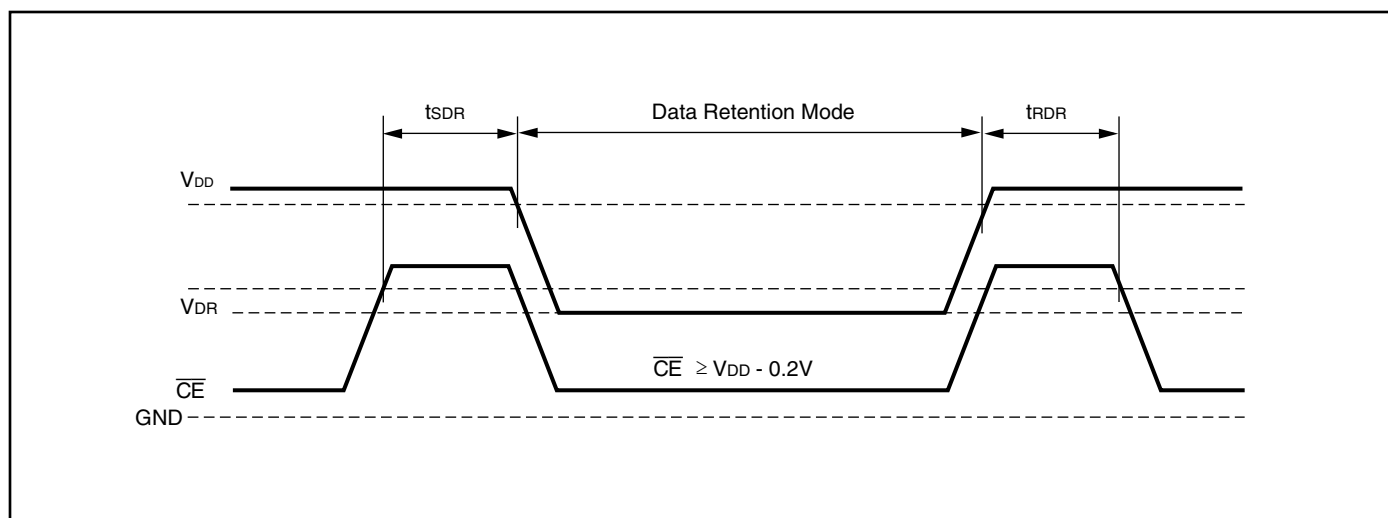 tSDR
Data Retention Mode
tRDR
VDD
VDR
CE ≥ VDD - 0.2V
CE
GND